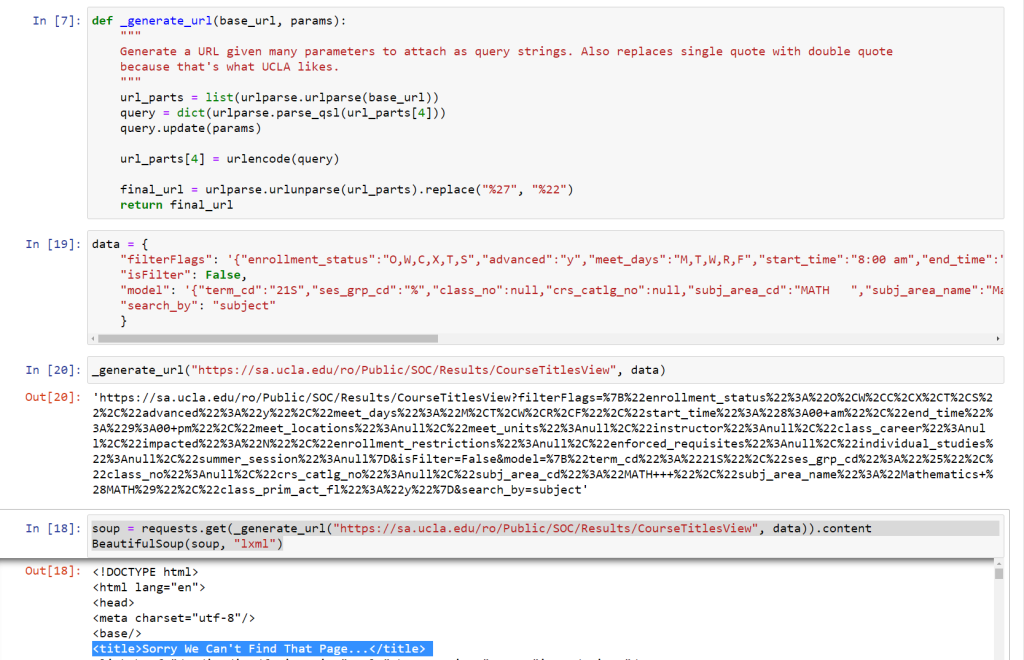 In [7]: def _generate_url(base_url, params):
"""
Generate a URL given many parameters to attach as query strings. Also replaces single quote with double quote
because that's what UCLA likes.
"""
url_parts = list(urlparse.urlparse(base_url))
query = dict(urlparse.parse_qsl(url_parts[4]))
query.update(params)
url_parts[4] = urlencode(query)
final_url = urlparse.urlunparse(url_parts).replace("%27", "%22")
return final_url
In [19]: data = {
"filterFlags": '{"enrollment_status":"O,W,C,X,T,S","advanced":"y","meet_days":"M,T,W,R,F","start_time":"8:00 am","end_time":"
"isFilter": False,
"model": '{"term_cd":"21S","ses_grp_cd":"%","class_no":null,"crs_catlg_no":null,"subj_area_cd":"MATH   ","subj_area_name":"Ma
"search_by": "subject"
}
In [20]: _generate_url("https://sa.ucla.edu/ro/Public/SOC/Results/CourseTitlesView", data)
Out[20]: 'https://sa.ucla.edu/ro/Public/SOC/Results/CourseTitlesView?filterFlags=%7B%22enrollment_status%22%3A%22O%2CW%2CC%2CX%2CT%2CS%2
2%2C%22advanced%22%3A%22y%22%2C%22meet_days%22%3A%22M%2CT%2CW%2CR%2CF%22%2C%22start_time%22%3A%228%3A00+am%22%2C%22end_time%22%
3A%229%3A00+pm%22%2C%22meet_locations%22%3Anull%2C%22meet_units%22%3Anull%2C%22instructor%22%3Anull%2C%22class_career%22%3Anul
l%2C%22impacted%22%3A%22N%22%2C%22enrollment_restrictions%22%3Anull%2C%22enforced_requisites%22%3Anull%2C%22individual_studies%
22%3Anull%2C%22summer_session%22%3Anull%7D&isFilter=False&model=%7B%22term_cd%22%3A%2221S%22%2C%22ses_grp_cd%22%3A%22%25%22%2C%
22class_no%22%3Anull%2C%22crs_catlg_no%22%3Anull%2C%22subj_area_cd%22%3A%22MATH+++%22%2C%22subj_area_name%22%3A%22Mathematics+%
28MATH%29%22%2C%22class_prim_act_fl%22%3A%22y%22%7D&search_by=subject'
In [18]: soup = requests.get(_generate_url("https://sa.ucla.edu/ro/Public/SOC/Results/CourseTitlesView", data)).content
BeautifulSoup(soup, "lxml")
Out[18]: <!DOCTYPE html>
<html lang="en">
<head>
<meta charset="utf-8"/>
<base/>
<title>Sorry We Can't Find That Page...</title>